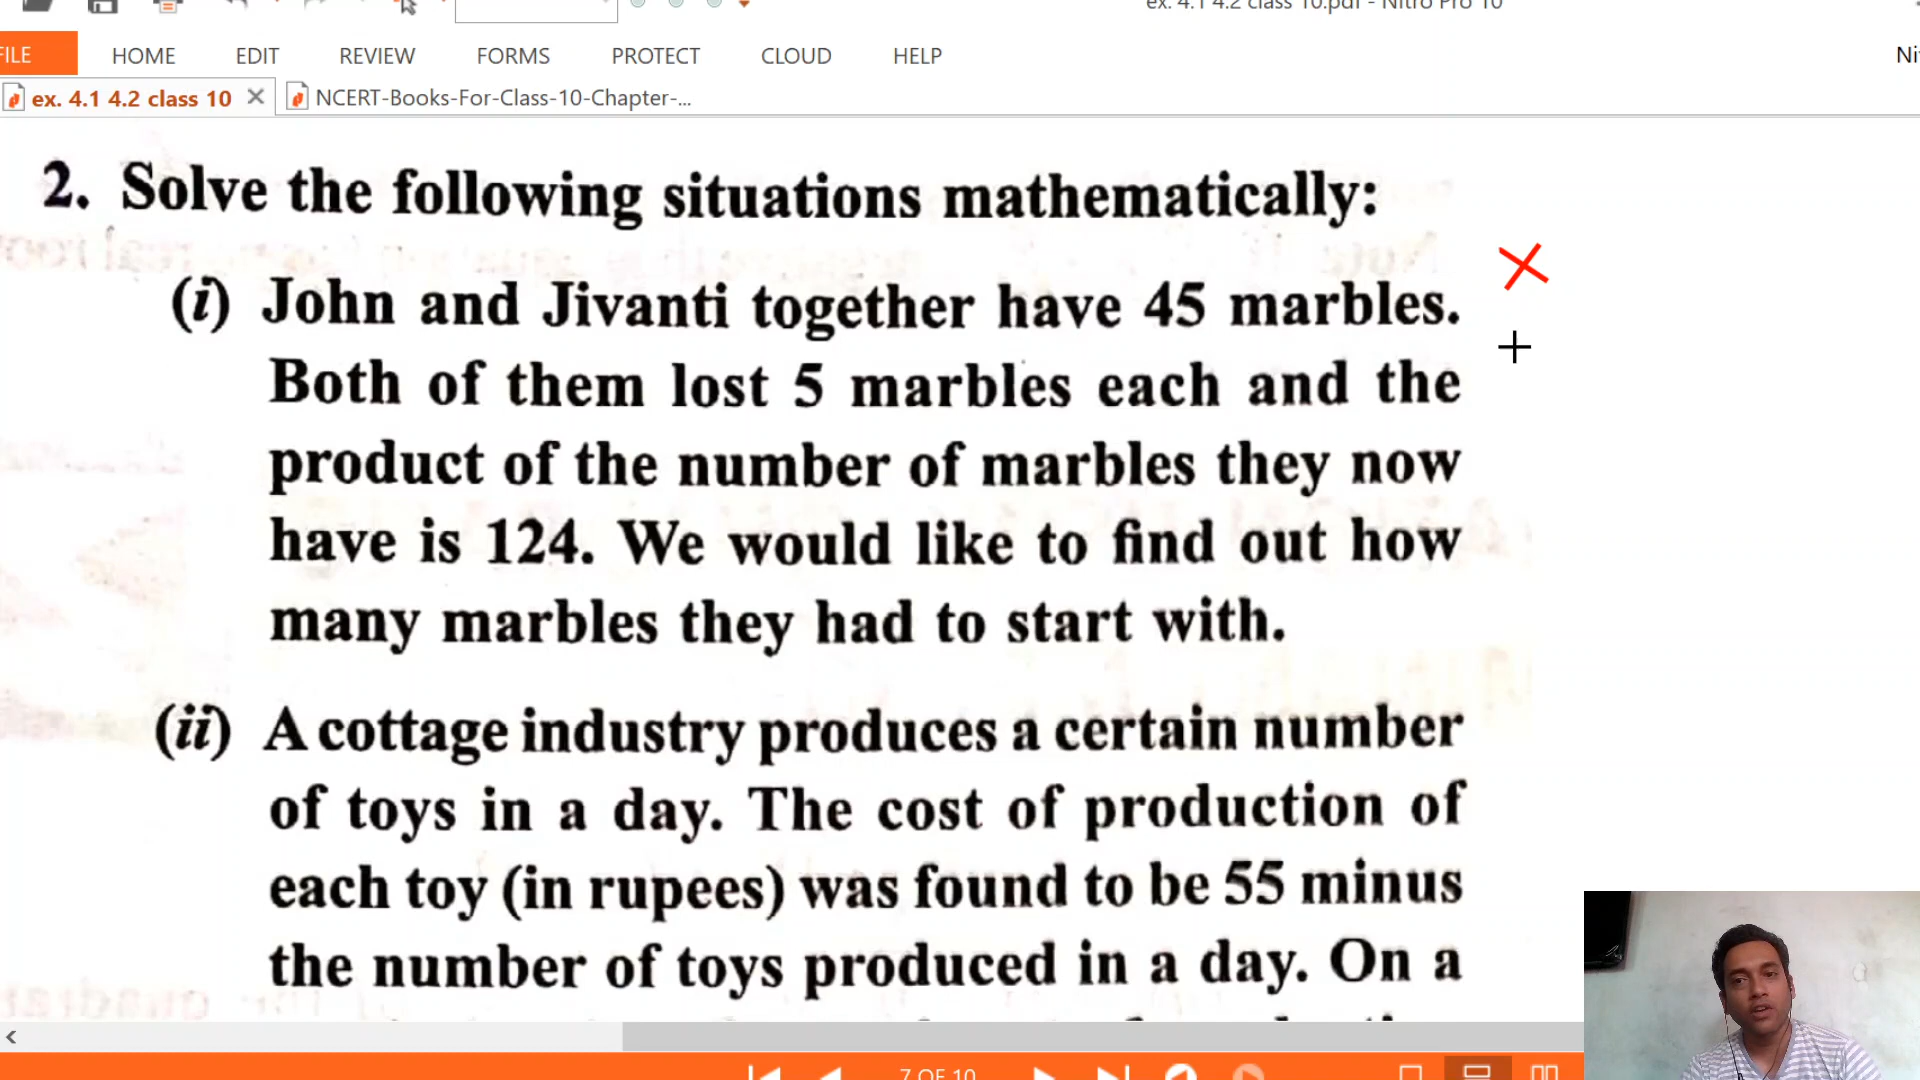 ex. 4.1 4.2 class 10.pdf - Nitro Pro 10
FILE HOME EDIT REVIEW FORMS PROTECT CLOUD HELP
ex. 4.1 4.2 class 10 NCERT-Books-For-Class-10-Chapter-...
2. Solve the following situations mathematically:
(i) John and Jivanti together have 45 marbles.
Both of them lost 5 marbles each and the
product of the number of marbles they now
have is 124. We would like to find out how
many marbles they had to start with.
(ii) A cottage industry produces a certain number
of toys in a day. The cost of production of
each toy (in rupees) was found to be 55 minus
the number of toys produced in a day. On a
7 OF 10